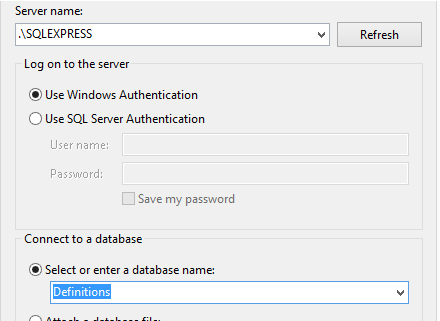 Server name:
.\SQLEXPRESS
Refresh
Log on to the server
Use Windows Authentication
Use SQL Server Authentication
User name:
Password:
Save my password
Connect to a database
Select or enter a database name:
Definitions
Attach a database file: